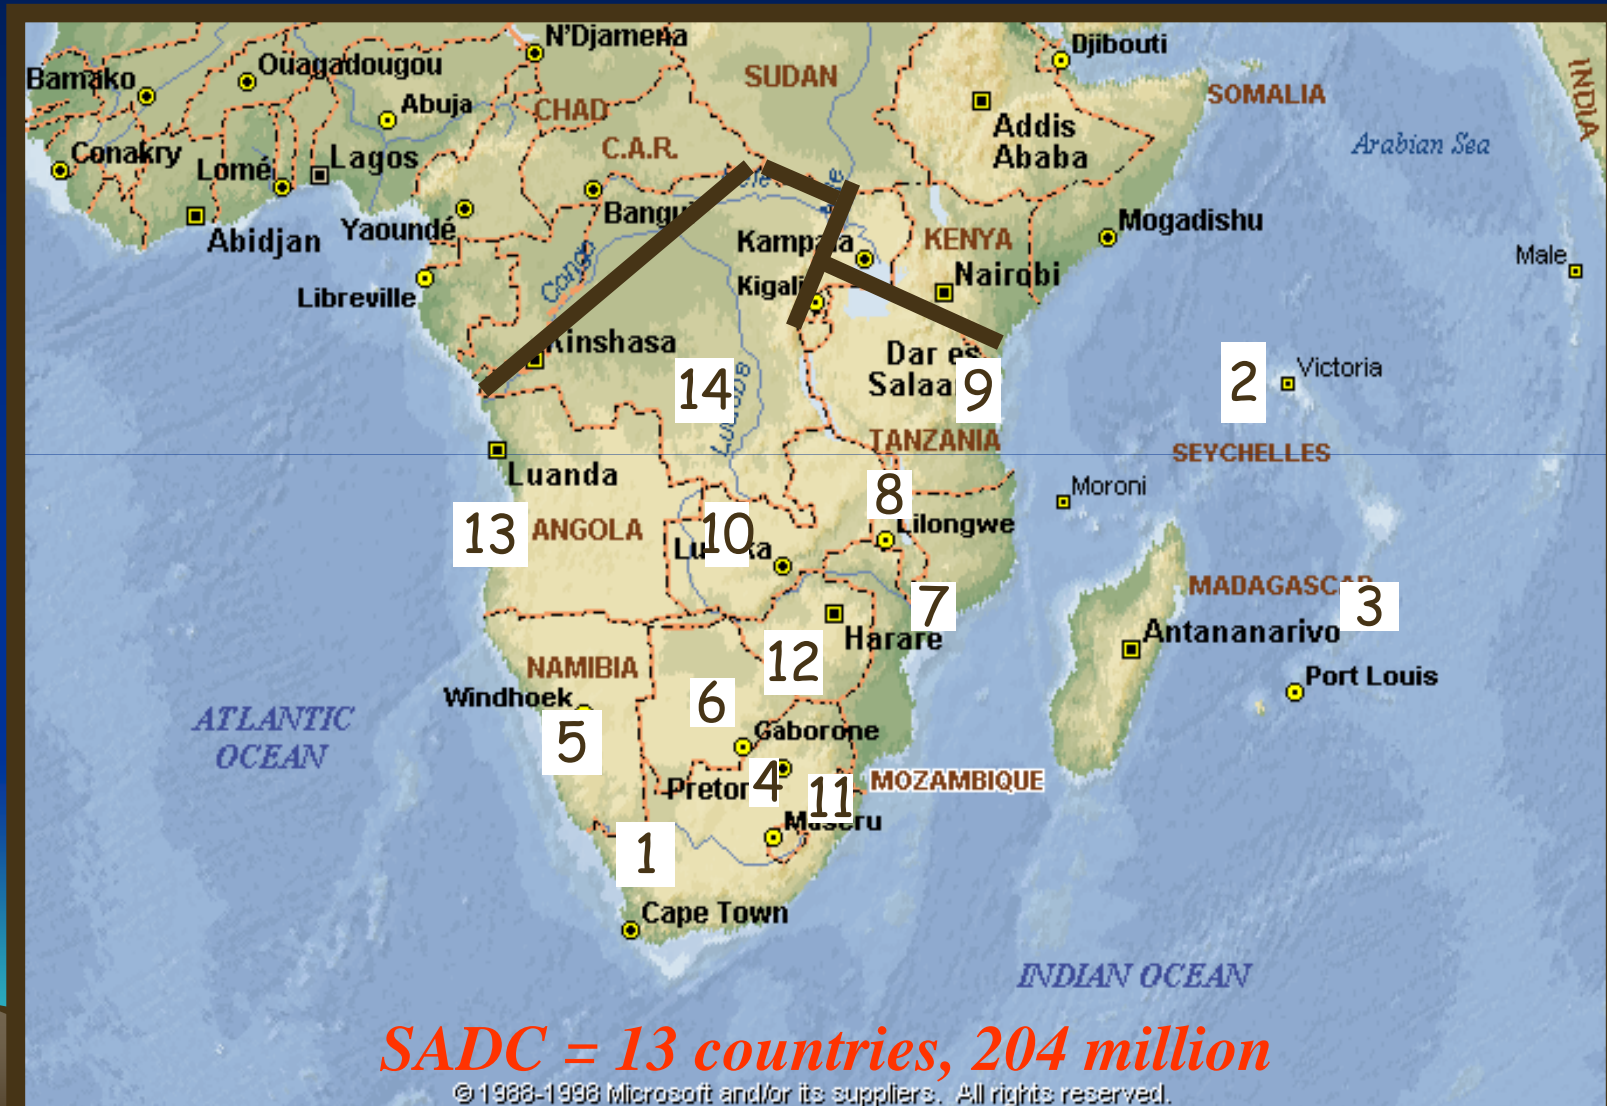 N'Djamena
Djibouti
Bamako
Ouagadougou
SUDAN
SOMALIA
INDIA
Abuja
CHAD
Addis
Ababa
Arabian Sea
Conakry
Lomé
Lagos
C.A.R.
Bangui
Abidjan
Yaoundé
Kampala
KENYA
Mogadishu
Male
Congo
Libreville
Kigali
Nairobi
Kinshasa
Dar es
Salaam
9
14
2
Victoria
Lualaba
TANZANIA
SEYCHELLES
Luanda
8
Moroni
13
ANGOLA
10
Lusaka
Lilongwe
MADAGASCAR
3
7
Harare
Antananarivo
12
NAMIBIA
Windhoek
6
Port Louis
ATLANTIC
OCEAN
5
Gaborone
Pretor
4
11
MOZAMBIQUE
Maseru
1
Cape Town
INDIAN OCEAN
SADC = 13 countries, 204 million
© 1988-1998 Microsoft and/or its suppliers. All rights reserved.